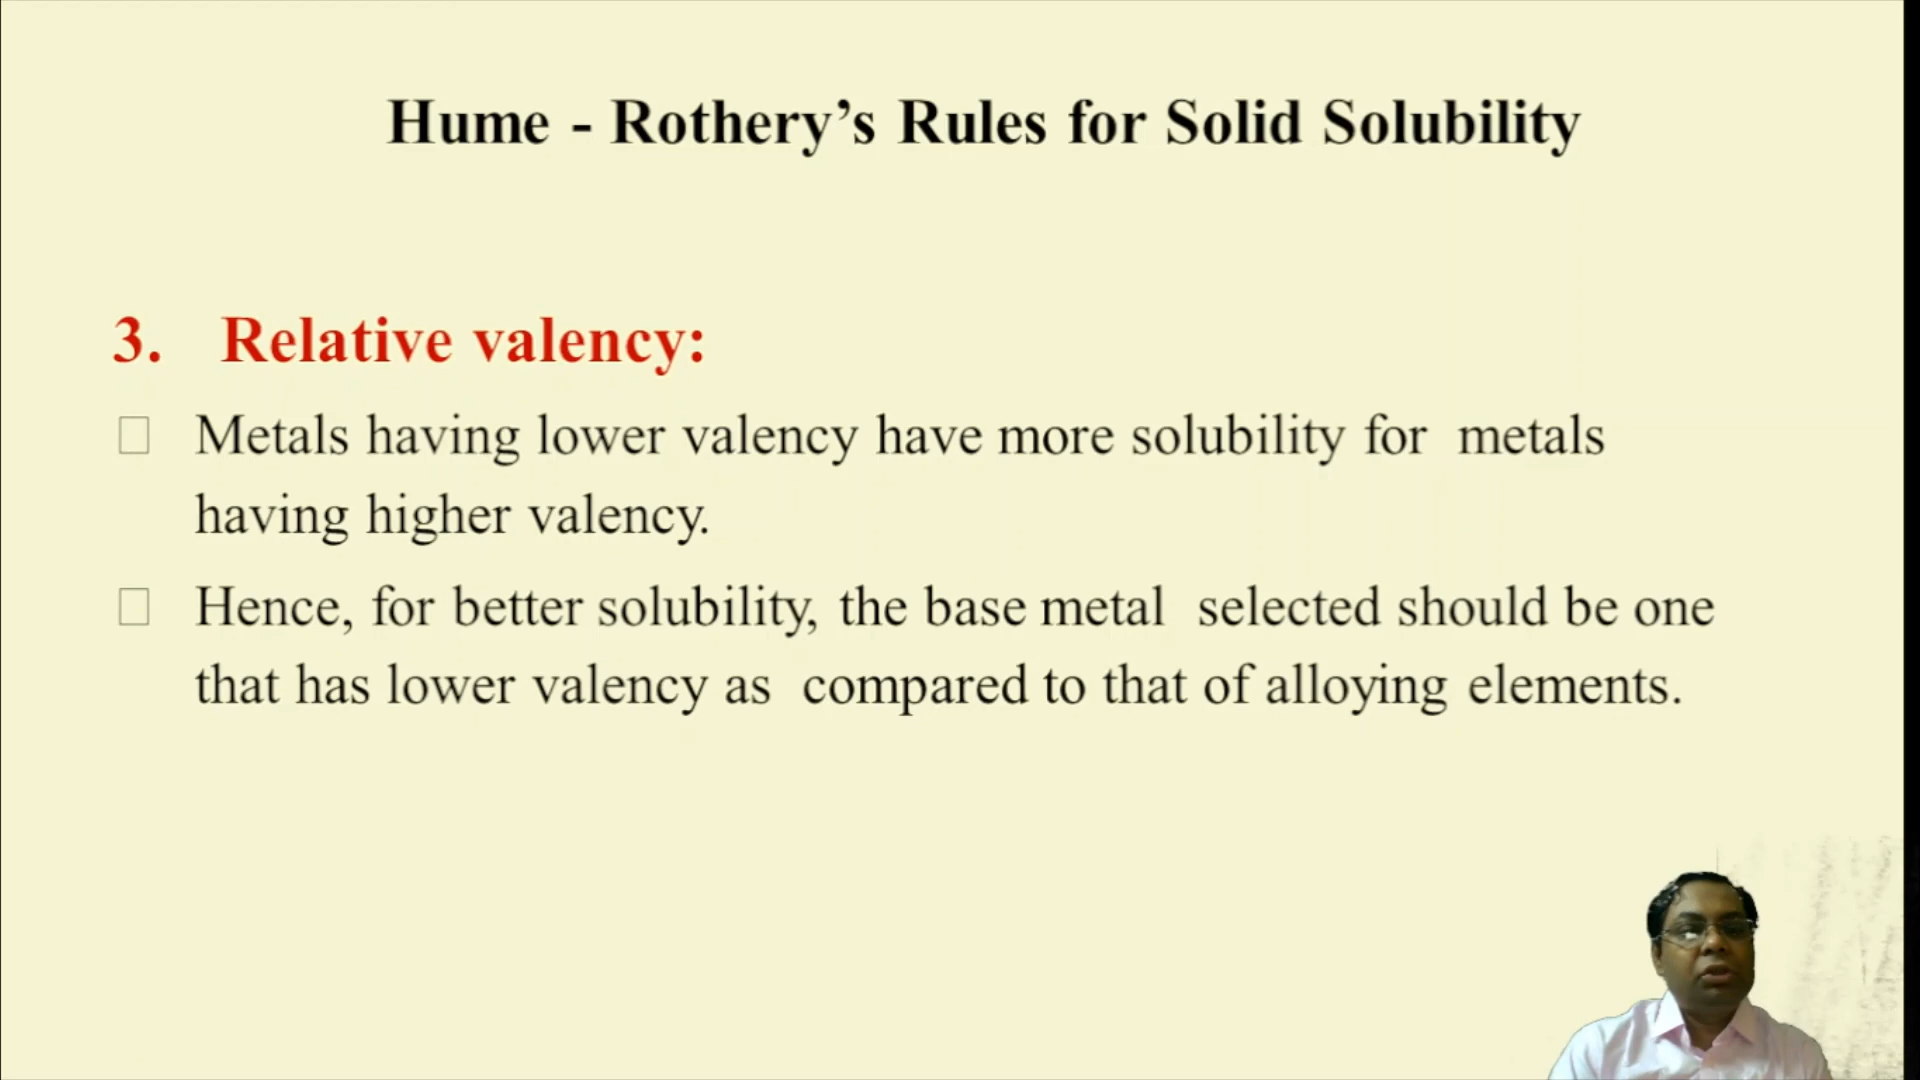 Hume - Rothery’s Rules for Solid Solubility
3. Relative valency:
Metals having lower valency have more solubility for metals
having higher valency.
Hence, for better solubility, the base metal selected should be one
that has lower valency as compared to that of alloying elements.